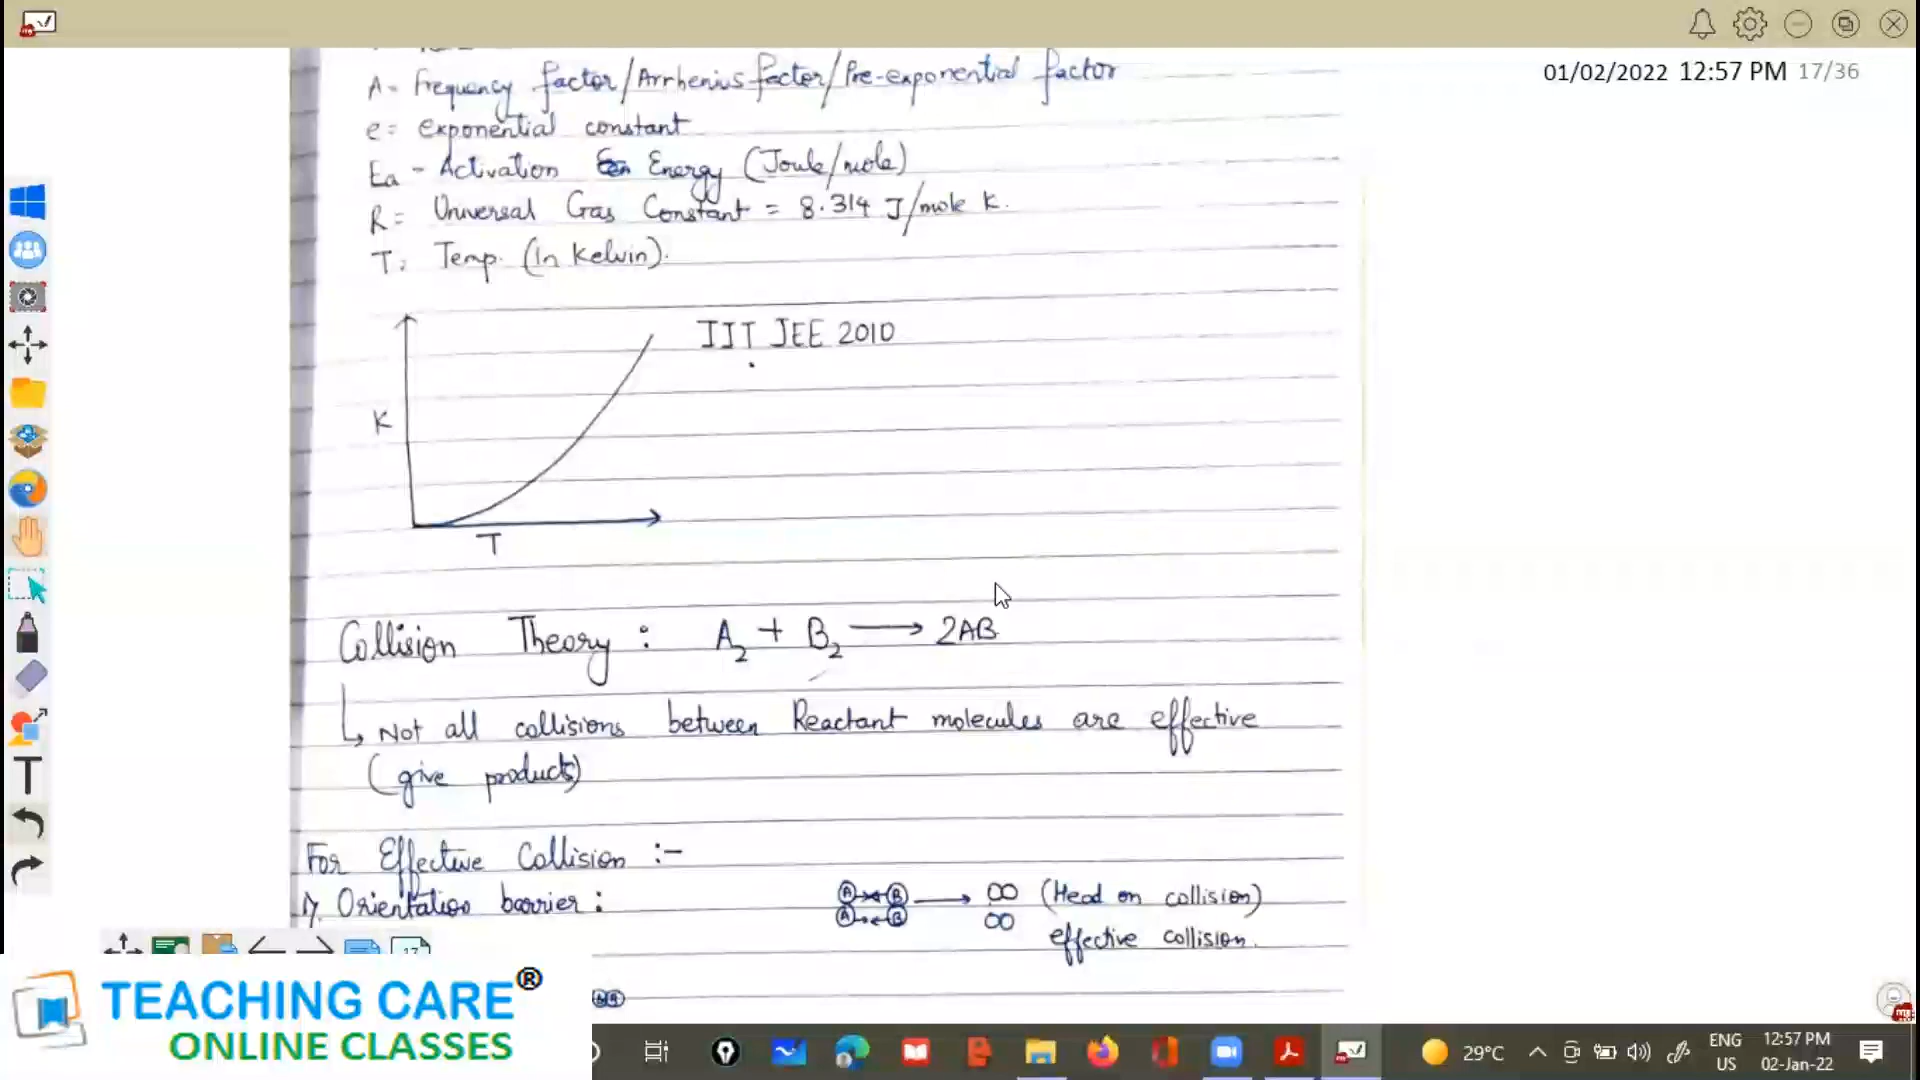 01/02/2022 12:57 PM 17/36
A- Frequency factor/Arrhenius factor/Pre-exponential factor
e= exponential constant
Ea - Activation En Energy (Joule/mole)
R= Universal Gas Constant = 8.314 J/mole K.
T: Temp. (In Kelvin).
IIT JEE 2010
K
T
Collision Theory : A₂ + B₂ ⟶ 2AB
↳ Not all collisions between Reactant molecules are effective
(give products)
For Effective Collision :-
1) Orientation barrier :
A B → (Head on collision)
A B effective collision.
17
TEACHING CARE®
ONLINE CLASSES
29°C
ENG
US
12:57 PM
02-Jan-22